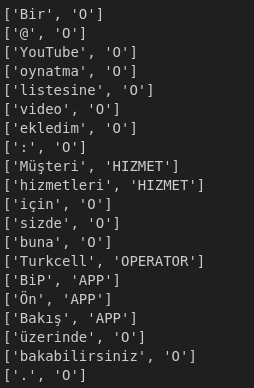 ['Bir', 'O']
['@', 'O']
['YouTube', 'O']
['oynatma', 'O']
['listesine', 'O']
['video', 'O']
['ekledim', 'O']
[':', 'O']
['Müşteri', 'HIZMET']
['hizmetleri', 'HIZMET']
['için', 'O']
['sizde', 'O']
['buna', 'O']
['Turkcell', 'OPERATOR']
['BiP', 'APP']
['Ön', 'APP']
['Bakış', 'APP']
['üzerinde', 'O']
['bakabilirsiniz', 'O']
['.', 'O']